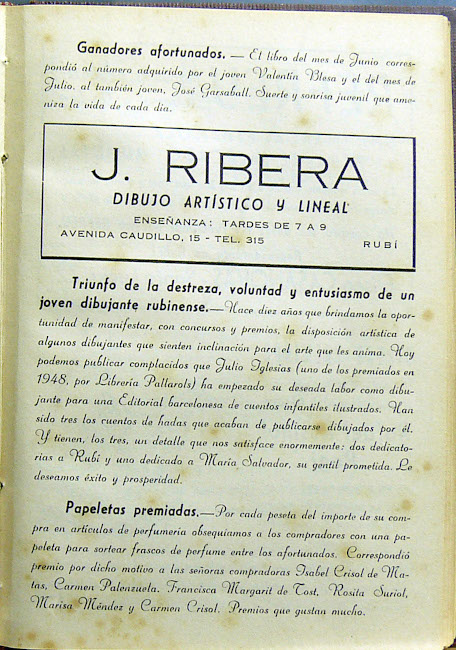 Ganadores afortunados. — El libro del mes de Junio corres-
pondió al número adquirido por el joven Valentín Blesa y el del mes de
Julio, al también joven, José Garsaball. Suerte y sonrisa juvenil que ame-
niza la vida de cada día.
J. RIBERA
DIBUJO ARTÍSTICO Y LINEAL
ENSEÑANZA: TARDES DE 7 A 9
AVENIDA CAUDILLO, 15 - TEL. 315 RUBÍ
Triunfo de la destreza, voluntad y entusiasmo de un
joven dibujante rubinense.—Hace diez años que brindamos la opor-
tunidad de manifestar, con concursos y premios, la disposición artística de
algunos dibujantes que sienten inclinación para el arte que les anima. Hoy
podemos publicar complacidos que Julio Iglesias (uno de los premiados en
1948, por Librería Pallarols) ha empezado su deseada labor como dibu-
jante para una Editorial barcelonesa de cuentos infantiles ilustrados. Han
sido tres los cuentos de hadas que acaban de publicarse dibujados por él.
Y tienen, los tres, un detalle que nos satisface enormemente: dos dedicato-
rias a Rubí y uno dedicado a María Salvador, su gentil prometida. Le
deseamos éxito y prosperidad.
Papeletas premiadas.—Por cada peseta del importe de su com-
pra en artículos de perfumería obsequiamos a los compradores con una pa-
peleta para sortear frascos de perfume entre los afortunados. Correspondió
premio por dicho motivo a las señoras compradoras Isabel Crisol de Ma-
tas, Carmen Palenzuela, Francisca Margarit de Tost, Rosita Suriol,
Marisa Méndez y Carmen Crisol. Premios que gustan mucho.